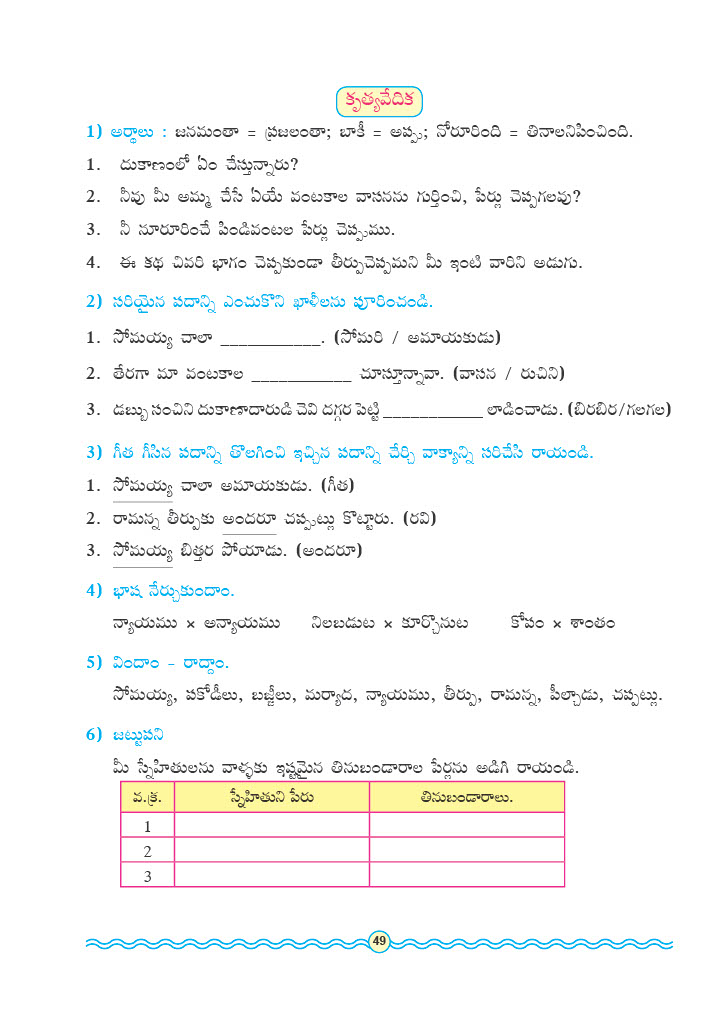 కృత్యవేదిక
1) అర్థాలు : జనమంతా = ప్రజలంతా; బాకీ = అప్పు; నోరూరింది = తినాలనిపించింది.
1. దుకాణంలో ఏం చేస్తున్నారు?
2. నీవు మీ అమ్మ చేసే ఏయే వంటకాల వాసనను గుర్తించి, పేర్లు చెప్పగలవు?
3. నీ నూరూరించే పిండివంటల పేర్లు చెప్పుము.
4. ఈ కథ చివరి భాగం చెప్పకుండా తీర్పుచెప్పమని మీ ఇంటి వారిని అడుగు.
2) సరియైన పదాన్ని ఎంచుకొని ఖాళీలను పూరించండి.
1. సోమయ్య చాలా ___________. (సోమరి / అమాయకుడు)
2. తేరగా మా వంటకాల ___________ చూస్తూన్నావా. (వాసన / రుచిని)
3. డబ్బు సంచిని దుకాణాదారుడి చెవి దగ్గర పెట్టి ___________ లాడించాడు. (బిరబిర/గలగల)
3) గీత గీసిన పదాన్ని తొలగించి ఇచ్చిన పదాన్ని చేర్చి వాక్యాన్ని సరిచేసి రాయండి.
1. సోమయ్య చాలా అమాయకుడు. (గీత)
2. రామన్న తీర్పుకు అందరూ చప్పుట్లు కొట్టారు. (రవి)
3. సోమయ్య బిత్తర పోయాడు. (అందరూ)
4) భాష నేర్చుకుందాం.
న్యాయము × అన్యాయము నిలబడుట × కూర్చొనుట కోపం × శాంతం
5) విందాం – రాద్దాం.
సోమయ్య, పకోడీలు, బజ్జీలు, మర్యాద, న్యాయము, తీర్పు, రామన్న, పీల్చాడు, చప్పట్లు.
6) జట్టుపని
మీ స్నేహితులను వాళ్ళకు ఇష్టమైన తినుబండారాల పేర్లను అడిగి రాయండి.
వ.క్ర. స్నేహితుని పేరు తినుబండారాలు.
1
2
3
49